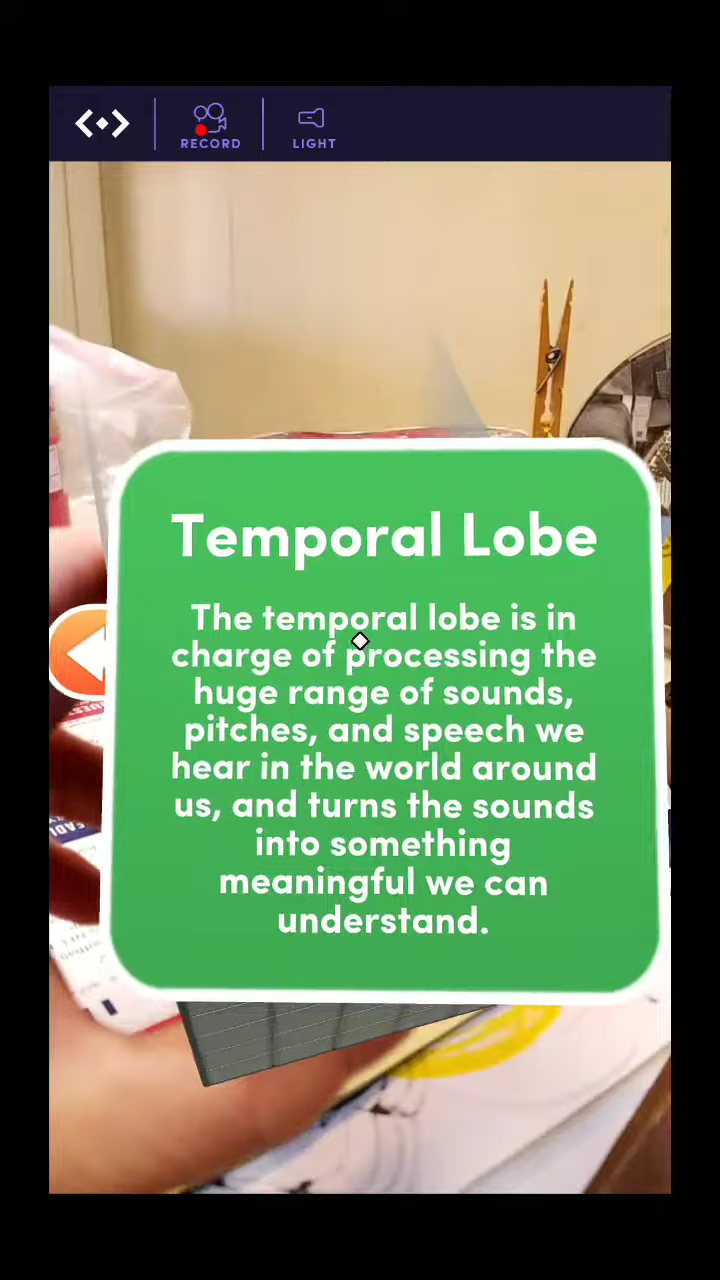 RECORD
LIGHT
Temporal Lobe
The temporal lobe is in
charge of processing the
huge range of sounds,
pitches, and speech we
hear in the world around
us, and turns the sounds
into something
meaningful we can
understand.